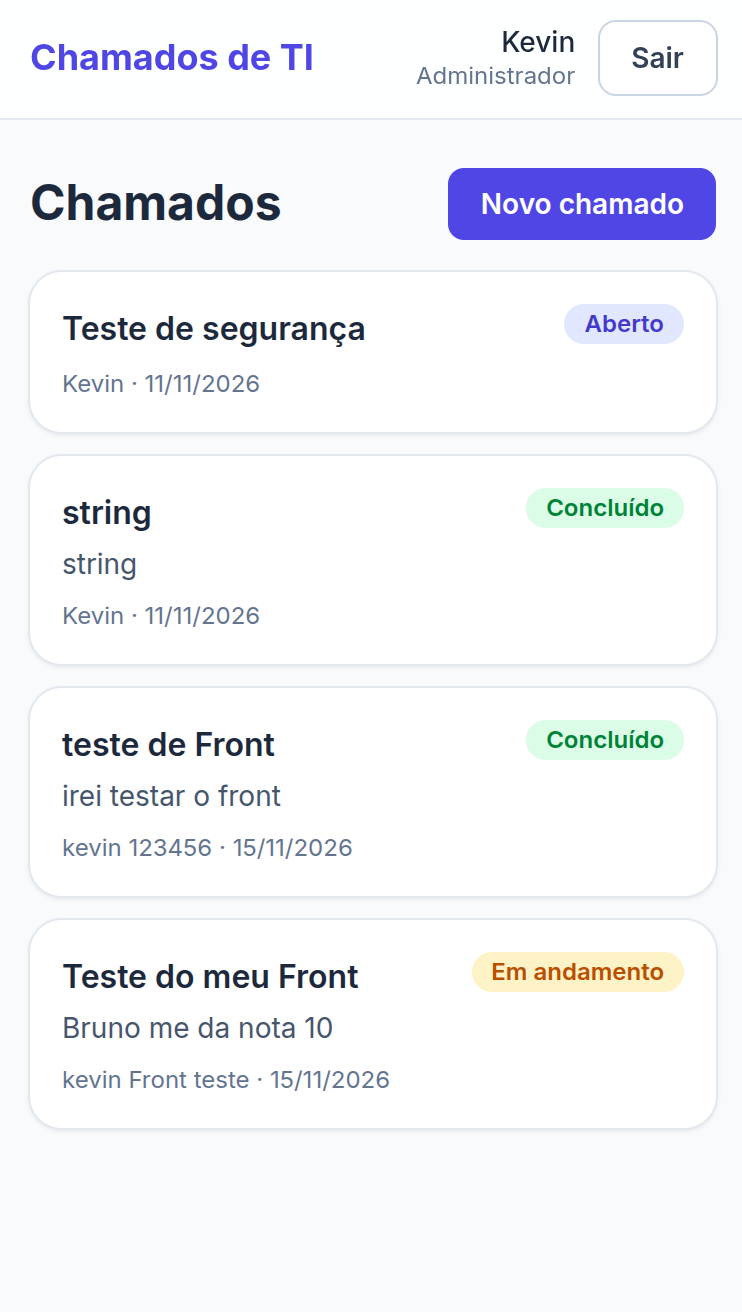 Chamados de TI
Kevin
Administrador
Sair
Chamados
Novo chamado
Teste de segurança
Aberto
Kevin · 11/11/2026
string
Concluído
string
Kevin · 11/11/2026
teste de Front
Concluído
irei testar o front
kevin 123456 · 15/11/2026
Teste do meu Front
Em andamento
Bruno me da nota 10
kevin Front teste · 15/11/2026